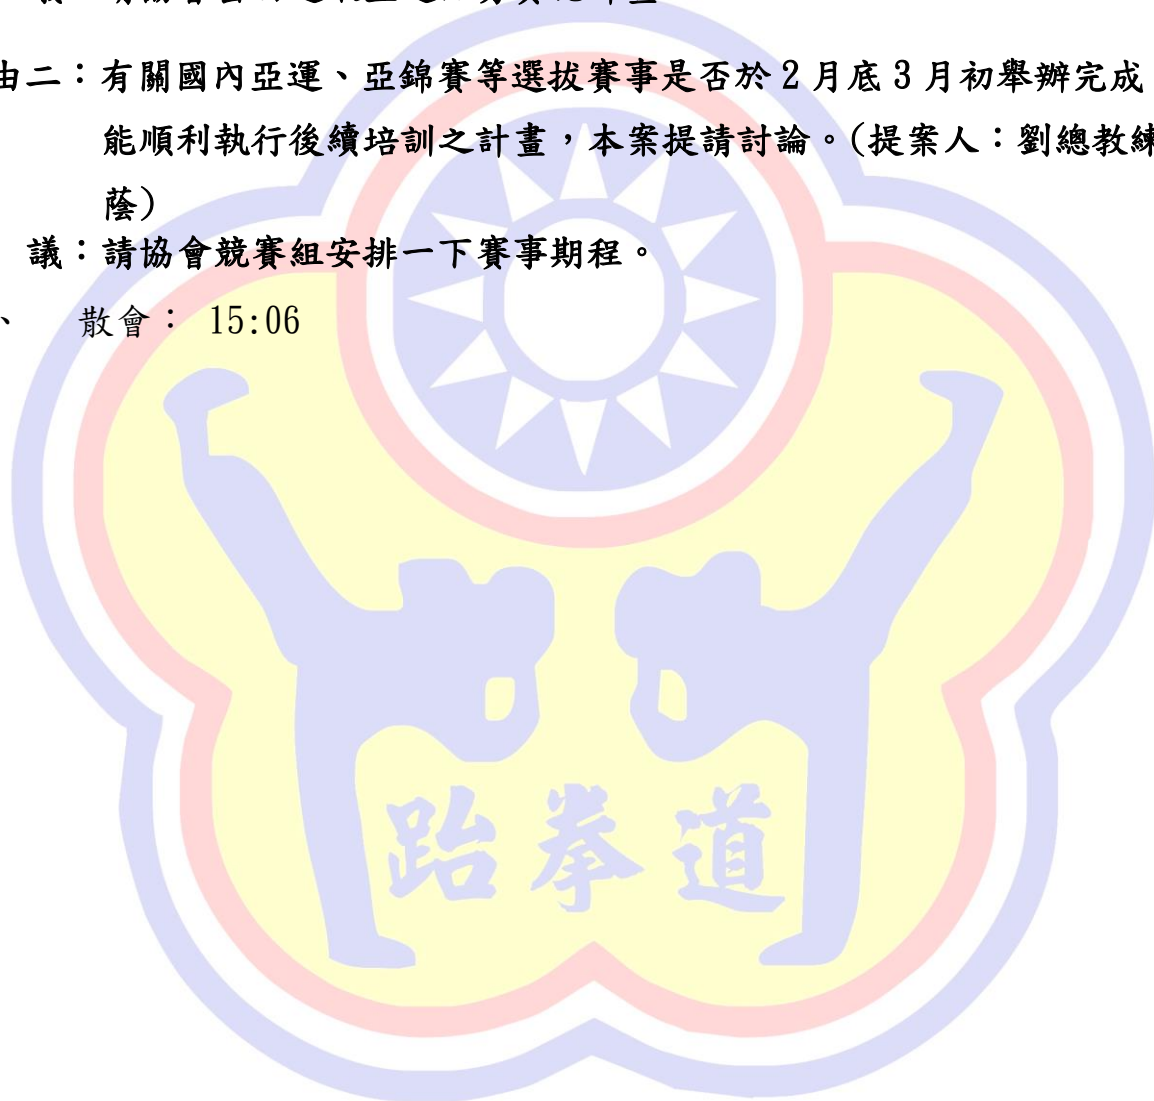 由二：有關國內亞運、亞錦賽等選拔賽事是否於 2 月底 3 月初舉辦完成
能順利執行後續培訓之計畫，本案提請討論。(提案人：劉總教練
蔭)
議：請協會競賽組安排一下賽事期程。
、 散會： 15:06
跆拳道